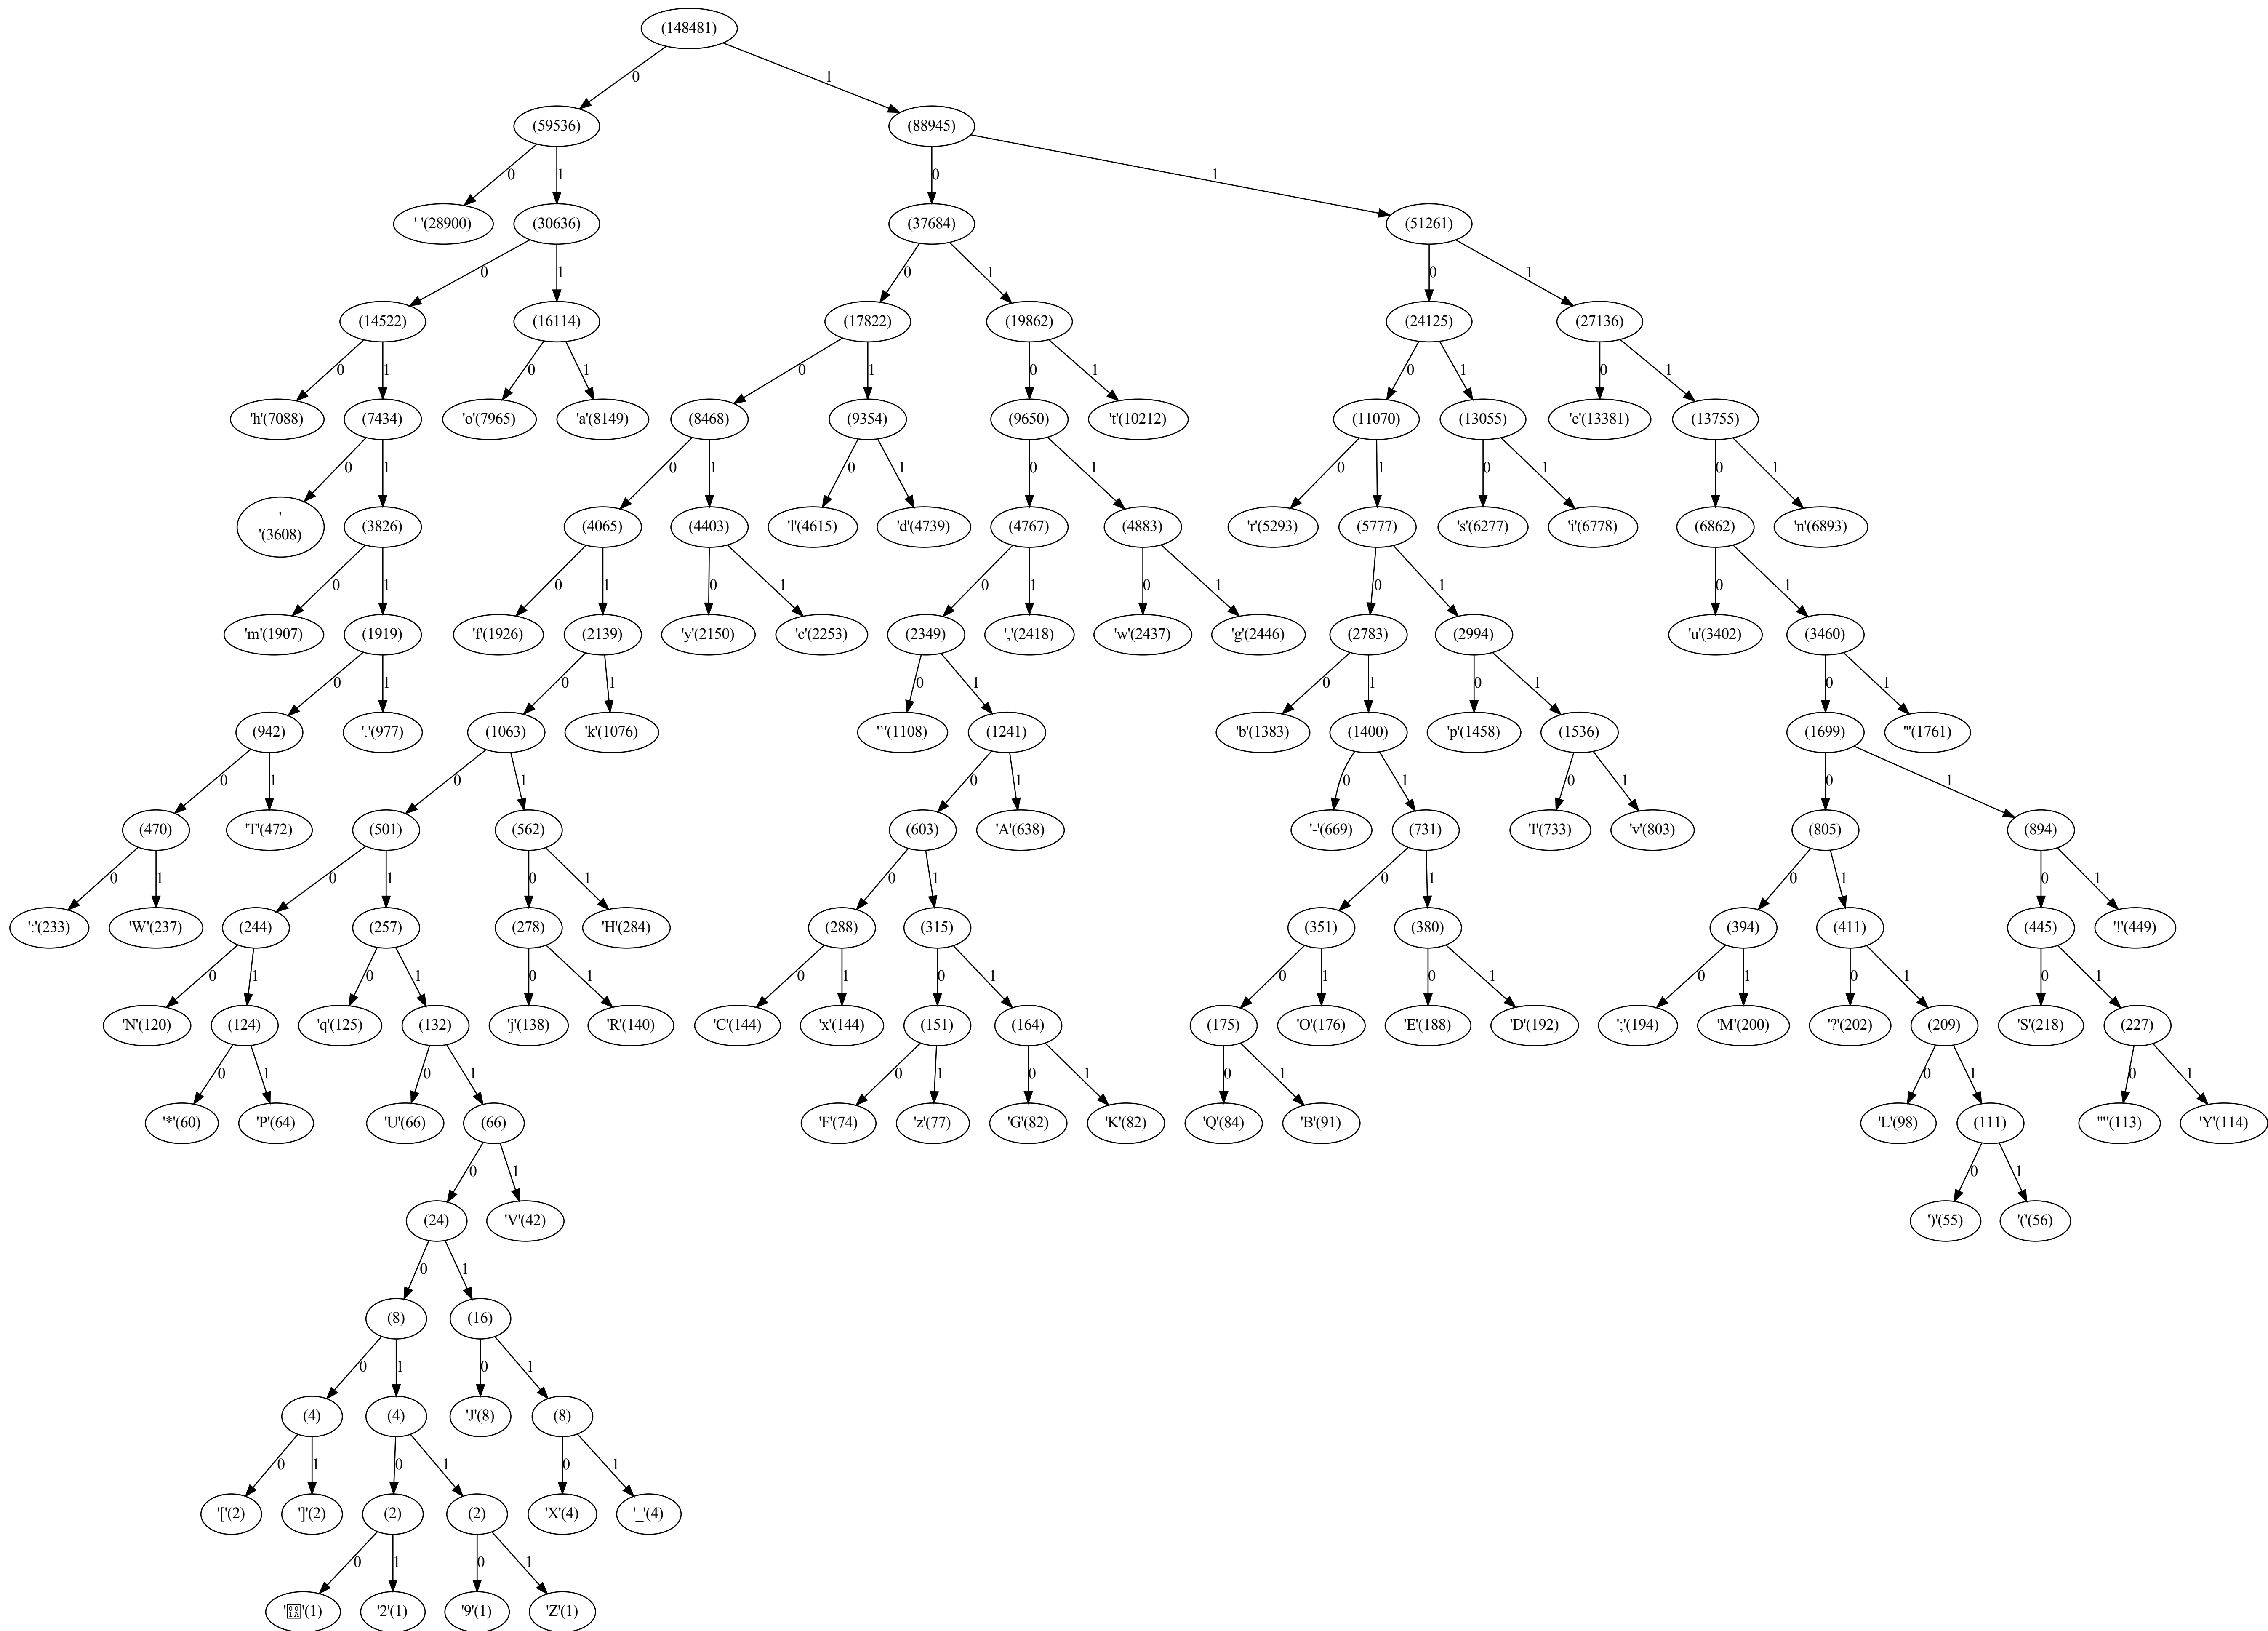 (148481)
0 1
(59536) (88945)
0 1 0 1
' '(28900) (30636) (37684) (51261)
0 1 0 1 0 1
(14522) (16114) (17822) (19862) (24125) (27136)
0 1 0 1 0 1 0 1 0 1 0 1
'h'(7088) (7434) 'o'(7965) 'a'(8149) (8468) (9354) (9650) 't'(10212) (11070) (13055) 'e'(13381) (13755)
0 1 0 1 0 1 0 1 0 1 0 1 0 1
'
'(3608) (3826) (4065) (4403) 'l'(4615) 'd'(4739) (4767) (4883) 'r'(5293) (5777) 's'(6277) 'i'(6778) (6862) 'n'(6893)
0 1 0 1 0 1 0 1 0 1 0 1 0 1
'm'(1907) (1919) 'f'(1926) (2139) 'y'(2150) 'c'(2253) (2349) ','(2418) 'w'(2437) 'g'(2446) (2783) (2994) 'u'(3402) (3460)
0 1 0 1 0 1 0 1 0 1 0 1
(942) '.'(977) (1063) 'k'(1076) '`'(1108) (1241) 'b'(1383) (1400) 'p'(1458) (1536) (1699) '''(1761)
0 1 0 1 0 1 0 1 0 1 0 1
(470) 'T'(472) (501) (562) (603) 'A'(638) '-'(669) (731) 'I'(733) 'v'(803) (805) (894)
0 1 0 1 0 1 0 1 0 1 0 1 0 1
':'(233) 'W'(237) (244) (257) (278) 'H'(284) (288) (315) (351) (380) (394) (411) (445) '!'(449)
0 1 0 1 0 1 0 1 0 1 0 1 0 1 0 1 0 1 0 1
'N'(120) (124) 'q'(125) (132) 'j'(138) 'R'(140) 'C'(144) 'x'(144) (151) (164) (175) 'O'(176) 'E'(188) 'D'(192) ';'(194) 'M'(200) '?'(202) (209) 'S'(218) (227)
0 1 0 1 0 1 0 1 0 1 0 1 0 1
'*'(60) 'P'(64) 'U'(66) (66) 'F'(74) 'z'(77) 'G'(82) 'K'(82) 'Q'(84) 'B'(91) 'L'(98) (111) '"'(113) 'Y'(114)
0 1 0 1
(24) 'V'(42) ')'(55) '('(56)
0 1
(8) (16)
0 1 0 1
(4) (4) 'J'(8) (8)
0 1 0 1 0 1
'['(2) ']'(2) (2) (2) 'X'(4) '_'(4)
0 1 0 1
''(1) '2'(1) '9'(1) 'Z'(1)